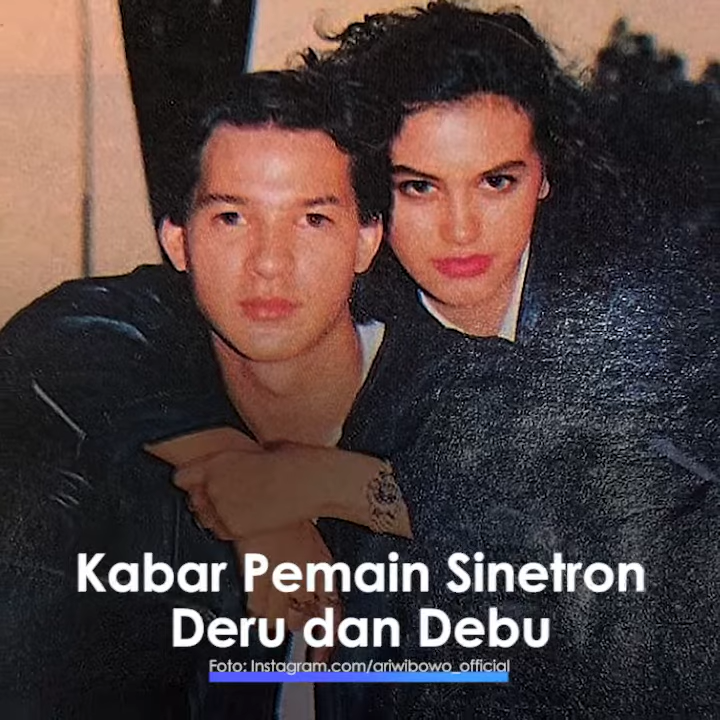 Kabar Pemain Sinetron
Deru dan Debu
Foto: Instagram.com/ariwibowo_official